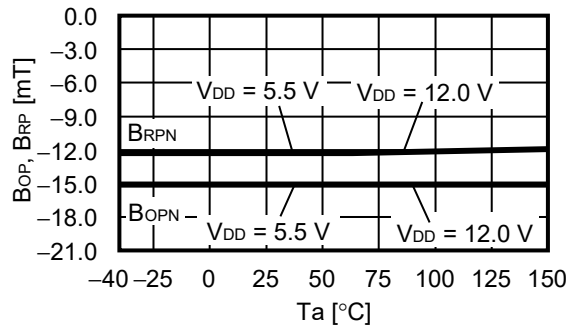 0.0
−3.0
−6.0
−9.0
−12.0
−15.0
−18.0
−21.0
BOP, BRP [mT]
VDD = 5.5 V
VDD = 12.0 V
BRPN
BOPN
VDD = 5.5 V
VDD = 12.0 V
−40 −25 0 25 50 75 100 125 150
Ta [°C]